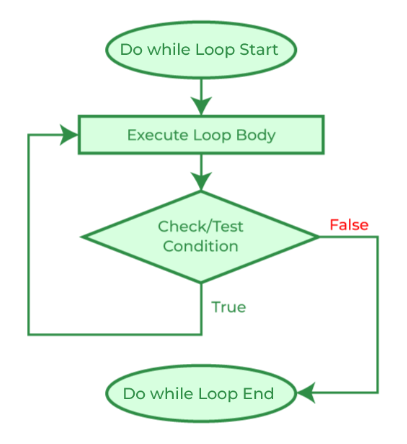 Do while Loop Start
Execute Loop Body
Check/Test
Condition
False
True
Do while Loop End